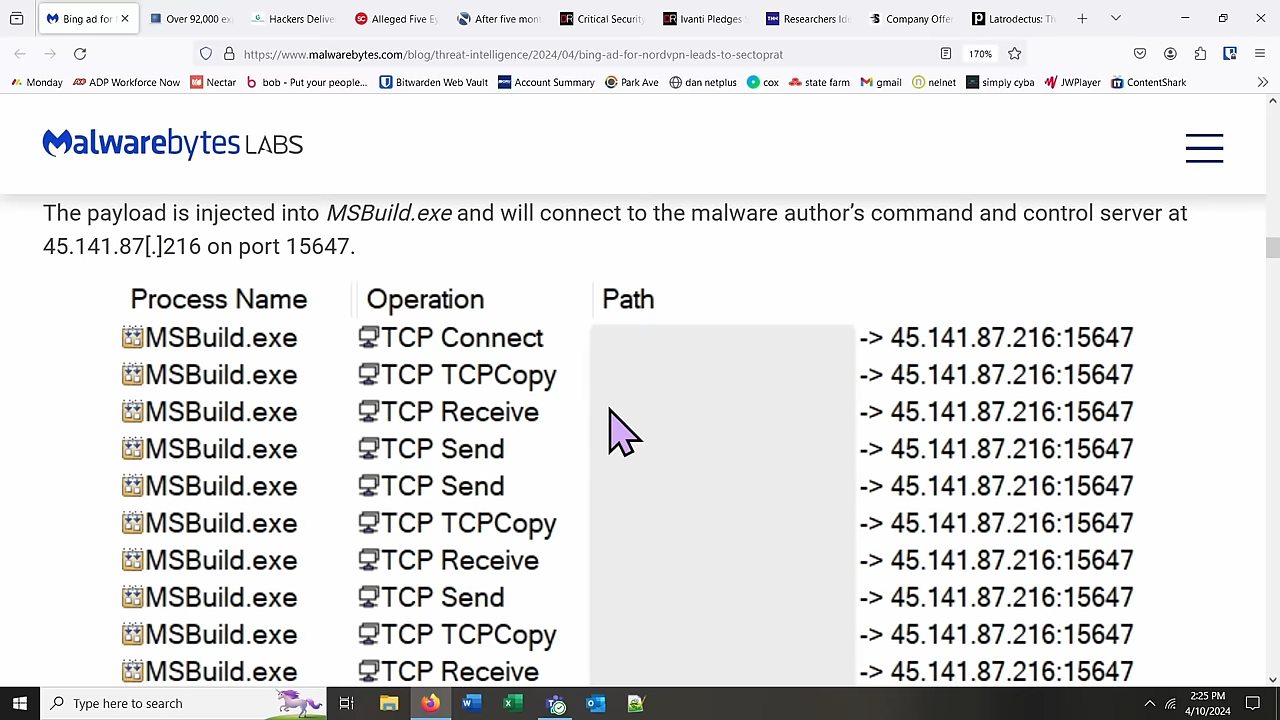 Bing ad for
Over 92,000 ex
Hackers Delive
Alleged Five Ey
After five mont
Critical Security
Ivanti Pledges
Researchers Ide
Company Offer
Latrodectus: Th
https://www.malwarebytes.com/blog/threat-intelligence/2024/04/bing-ad-for-nordvpn-leads-to-sectoprat
170%
Monday
ADP Workforce Now
Nectar
bob - Put your people...
Bitwarden Web Vault
Account Summary
Park Ave
dan netplus
cox
state farm
gmail
nelnet
simply cyba
JWPlayer
ContentShark
Malwarebytes LABS
The payload is injected into MSBuild.exe and will connect to the malware author’s command and control server at
45.141.87[.]216 on port 15647.
Process Name Operation Path
MSBuild.exe TCP Connect -> 45.141.87.216:15647
MSBuild.exe TCP TCPCopy -> 45.141.87.216:15647
MSBuild.exe TCP Receive -> 45.141.87.216:15647
MSBuild.exe TCP Send -> 45.141.87.216:15647
MSBuild.exe TCP Send -> 45.141.87.216:15647
MSBuild.exe TCP TCPCopy -> 45.141.87.216:15647
MSBuild.exe TCP Receive -> 45.141.87.216:15647
MSBuild.exe TCP Send -> 45.141.87.216:15647
MSBuild.exe TCP TCPCopy -> 45.141.87.216:15647
MSBuild.exe TCP Receive -> 45.141.87.216:15647
Type here to search
2:25 PM
4/10/2024